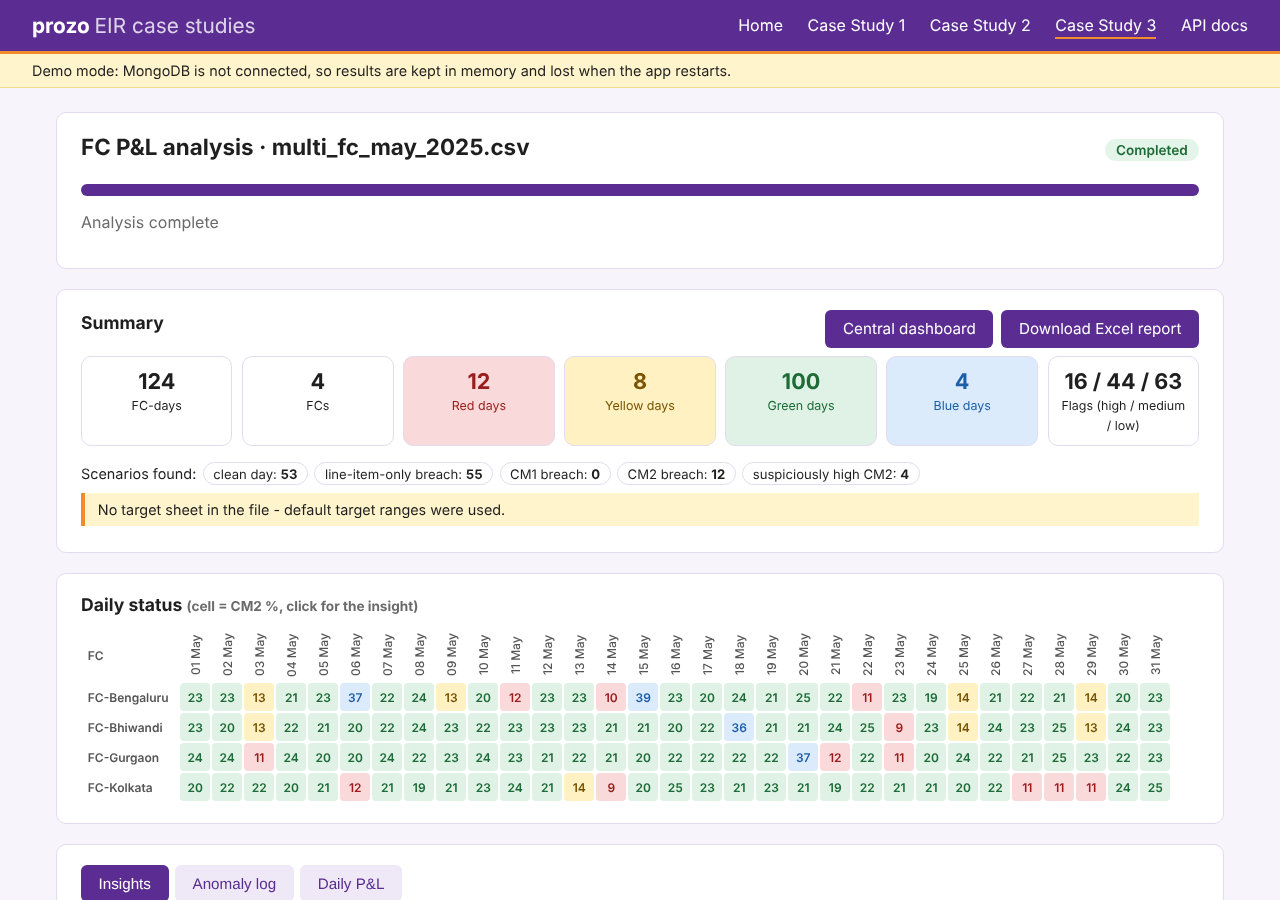 prozo EIR case studies Home Case Study 1 Case Study 2 Case Study 3 API docs
Demo mode: MongoDB is not connected, so results are kept in memory and lost when the app restarts.
FC P&L analysis · multi_fc_may_2025.csv Completed
Analysis complete
Summary Central dashboard Download Excel report
124 4 12 8 100 4 16 / 44 / 63
FC-days FCs Red days Yellow days Green days Blue days Flags (high / medium
/ low)
Scenarios found: clean day: 53 line-item-only breach: 55 CM1 breach: 0 CM2 breach: 12 suspiciously high CM2: 4
No target sheet in the file - default target ranges were used.
Daily status (cell = CM2 %, click for the insight)
FC 01 May 02 May 03 May 04 May 05 May 06 May 07 May 08 May 09 May 10 May 11 May 12 May 13 May 14 May 15 May 16 May 17 May 18 May 19 May 20 May 21 May 22 May 23 May 24 May 25 May 26 May 27 May 28 May 29 May 30 May 31 May
FC-Bengaluru 23 23 13 21 23 37 22 24 13 20 12 23 23 10 39 23 20 24 21 25 22 11 23 19 14 21 22 21 14 20 23
FC-Bhiwandi 23 20 13 22 21 20 22 24 23 22 23 23 23 21 21 20 22 36 21 21 24 25 9 23 14 24 23 25 13 24 23
FC-Gurgaon 24 24 11 24 20 20 24 22 23 24 23 21 22 21 20 22 22 22 22 37 12 22 11 20 24 22 21 25 23 22 23
FC-Kolkata 20 22 22 20 21 12 21 19 21 23 24 21 14 9 20 25 23 21 23 21 19 22 21 21 20 22 11 11 11 24 25
Insights Anomaly log Daily P&L